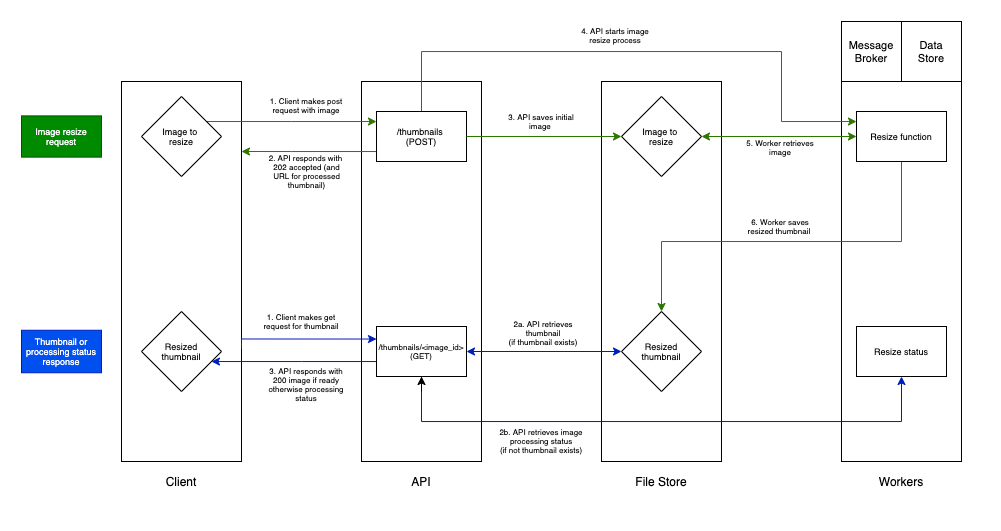 4. API starts image
resize process
Message
Broker
Data
Store
Image resize
request
Image to
resize
1. Client makes post
request with image
/thumbnails
(POST)
2. API responds with
202 accepted (and
URL for processed
thumbnail)
3. API saves initial
image
Image to
resize
5. Worker retrieves
image
Resize function
6. Worker saves
resized thumbnail
Thumbnail or
processing status
response
Resized
thumbnail
1. Client makes get
request for thumbnail
/thumbnails/<image_id>
(GET)
3. API responds with
200 image if ready
otherwise processing
status
2a. API retrieves
thumbnail
(if thumbnail exists)
Resized
thumbnail
Resize status
2b. API retrieves image
processing status
(if not thumbnail exists)
Client
API
File Store
Workers